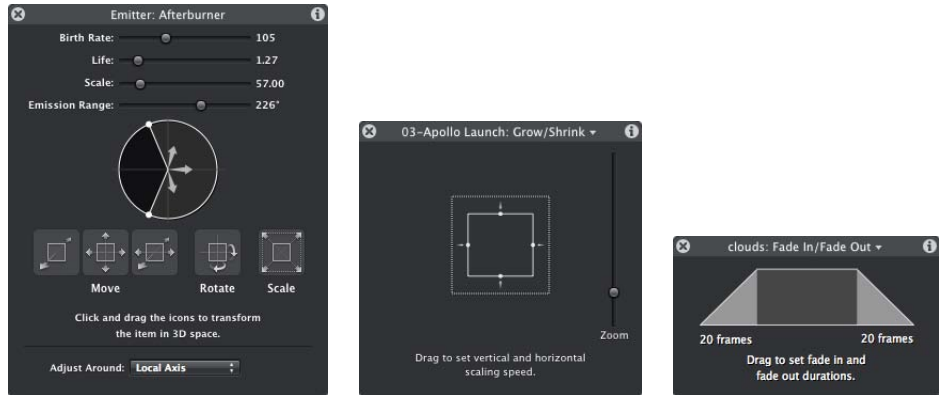 Emitter: Afterburner
Birth Rate: 105
Life: 1.27
Scale: 57.00
Emission Range: 226°
Move Rotate Scale
Click and drag the icons to transform
the item in 3D space.
Adjust Around: Local Axis
03-Apollo Launch: Grow/Shrink
Zoom
Drag to set vertical and horizontal
scaling speed.
clouds: Fade In/Fade Out
20 frames 20 frames
Drag to set fade in and
fade out durations.